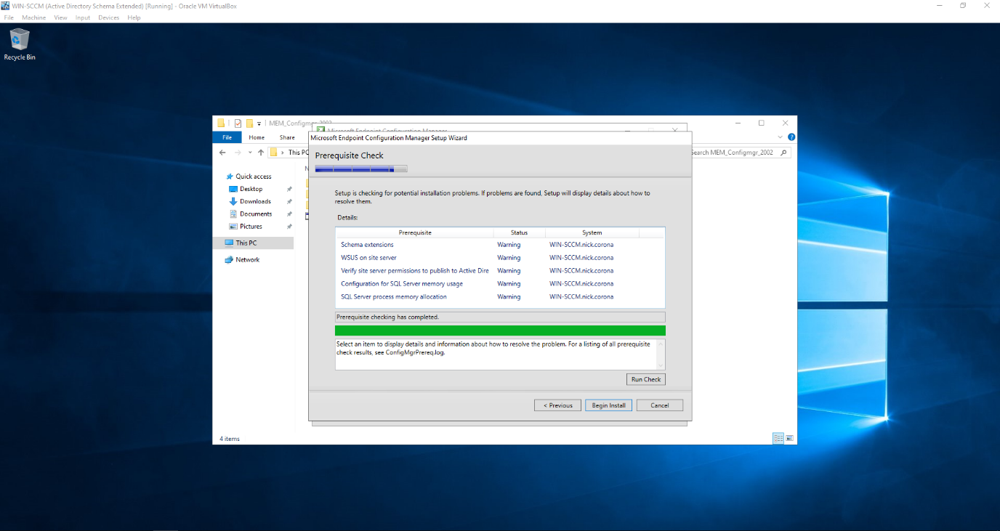 WIN-SCCM (Active Directory Schema Extended) [Running] - Oracle VM VirtualBox
File Machine View Input Devices Help
Recycle Bin
MEM_Configmgr_2002
Microsoft Endpoint Configuration Manager
File Home Share
Microsoft Endpoint Configuration Manager Setup Wizard
This PC
Search MEM_Configmgr_2002
Prerequisite Check
Quick access
Desktop
Downloads
Documents
Pictures
This PC
Network
Setup is checking for potential installation problems. If problems are found, Setup will display details about how to
resolve them.
Details:
Prerequisite Status System
Schema extensions Warning WIN-SCCM.nick.corona
WSUS on site server Warning WIN-SCCM.nick.corona
Verify site server permissions to publish to Active Dire Warning WIN-SCCM.nick.corona
Configuration for SQL Server memory usage Warning WIN-SCCM.nick.corona
SQL Server process memory allocation Warning WIN-SCCM.nick.corona
Prerequisite checking has completed.
Select an item to display details and information about how to resolve the problem. For a listing of all prerequisite
check results, see ConfigMgrPrereq.log.
Run Check
< Previous Begin Install Cancel
4 items